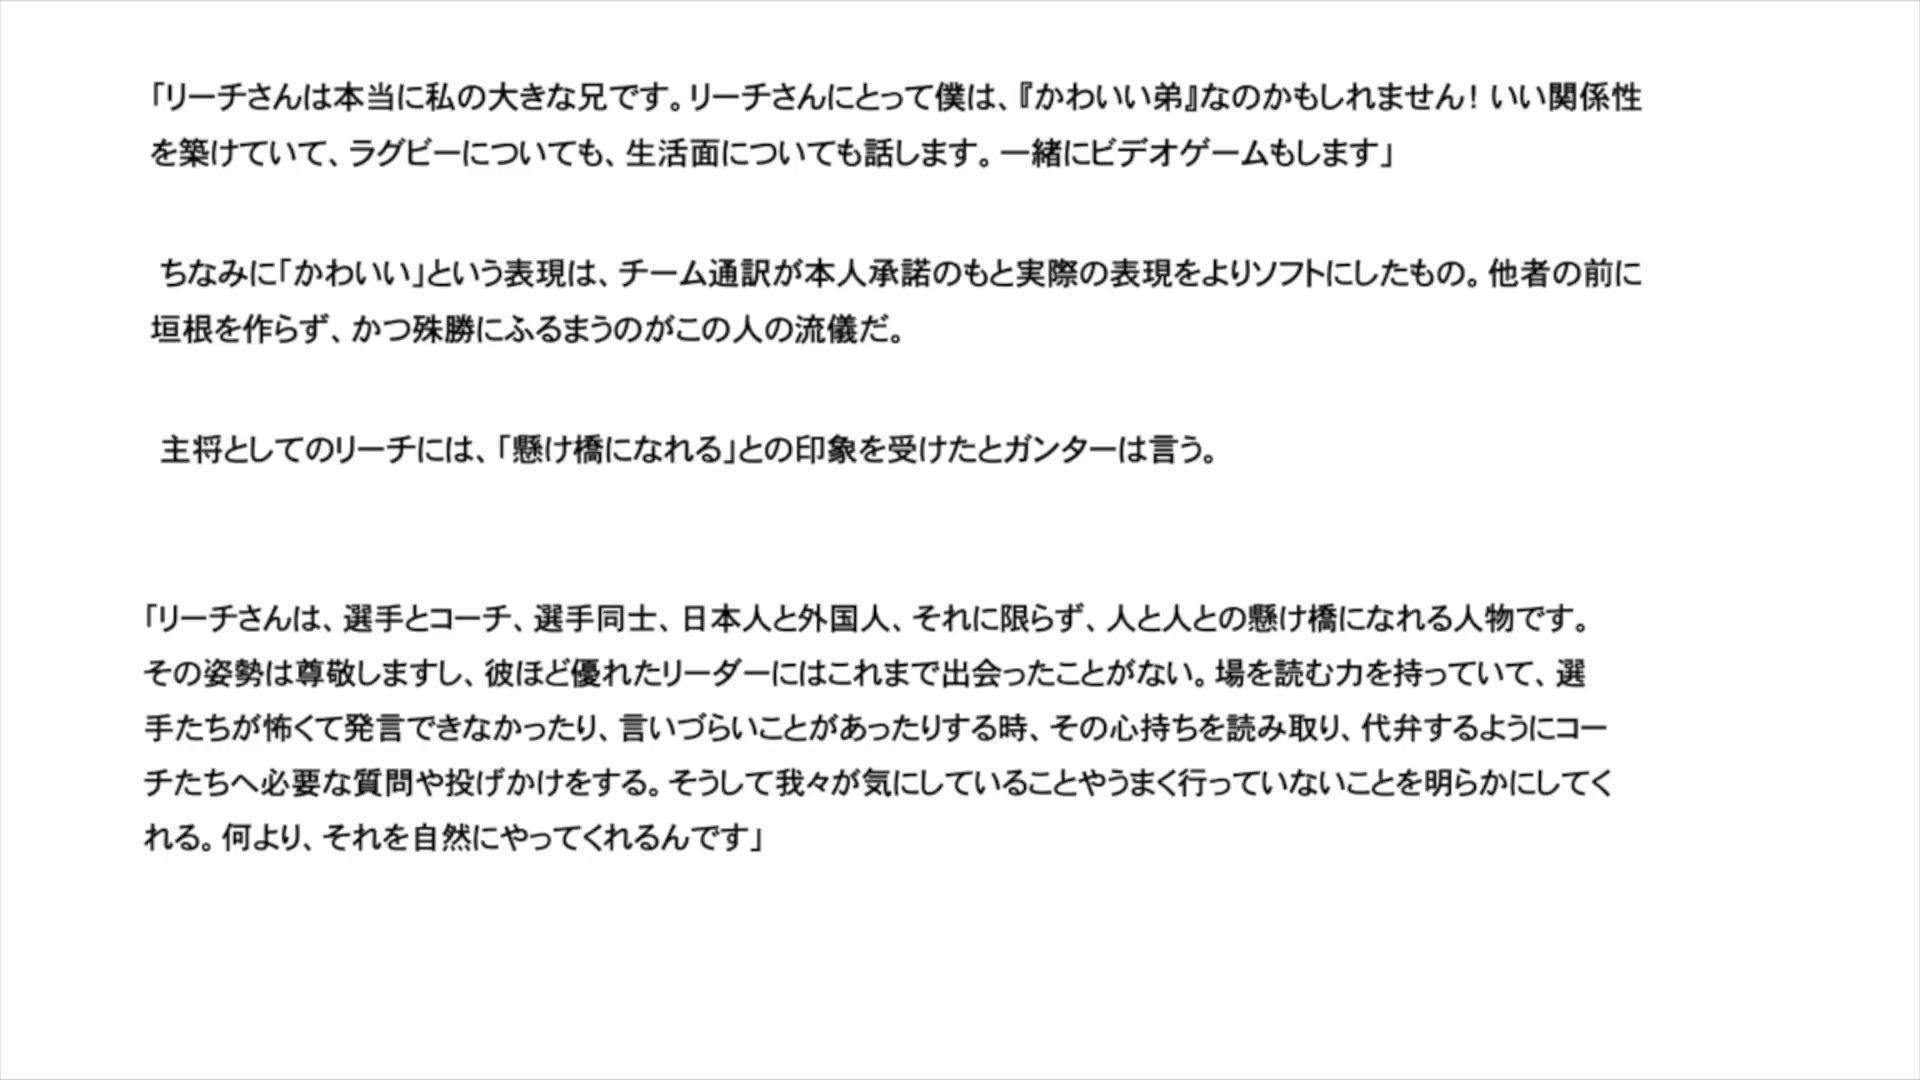 「リーチさんは本当に私の大きな兄です。リーチさんにとって僕は、『かわいい弟』なのかもしれません！ いい関係性
を築けていて、ラグビーについても、生活面についても話します。一緒にビデオゲームもします」
ちなみに「かわいい」という表現は、チーム通訳が本人承諾のもと実際の表現をよりソフトにしたもの。他者の前に
垣根を作らず、かつ殊勝にふるまうのがこの人の流儀だ。
主将としてのリーチには、「懸け橋になれる」との印象を受けたとガンターは言う。
「リーチさんは、選手とコーチ、選手同士、日本人と外国人、それに限らず、人と人との懸け橋になれる人物です。
その姿勢は尊敬しますし、彼ほど優れたリーダーにはこれまで出会ったことがない。場を読む力を持っていて、選
手たちが怖くて発言できなかったり、言いづらいことがあったりする時、その心持ちを読み取り、代弁するようにコー
チたちへ必要な質問や投げかけをする。そうして我々が気にしていることやうまく行っていないことを明らかにしてく
れる。何より、それを自然にやってくれるんです」